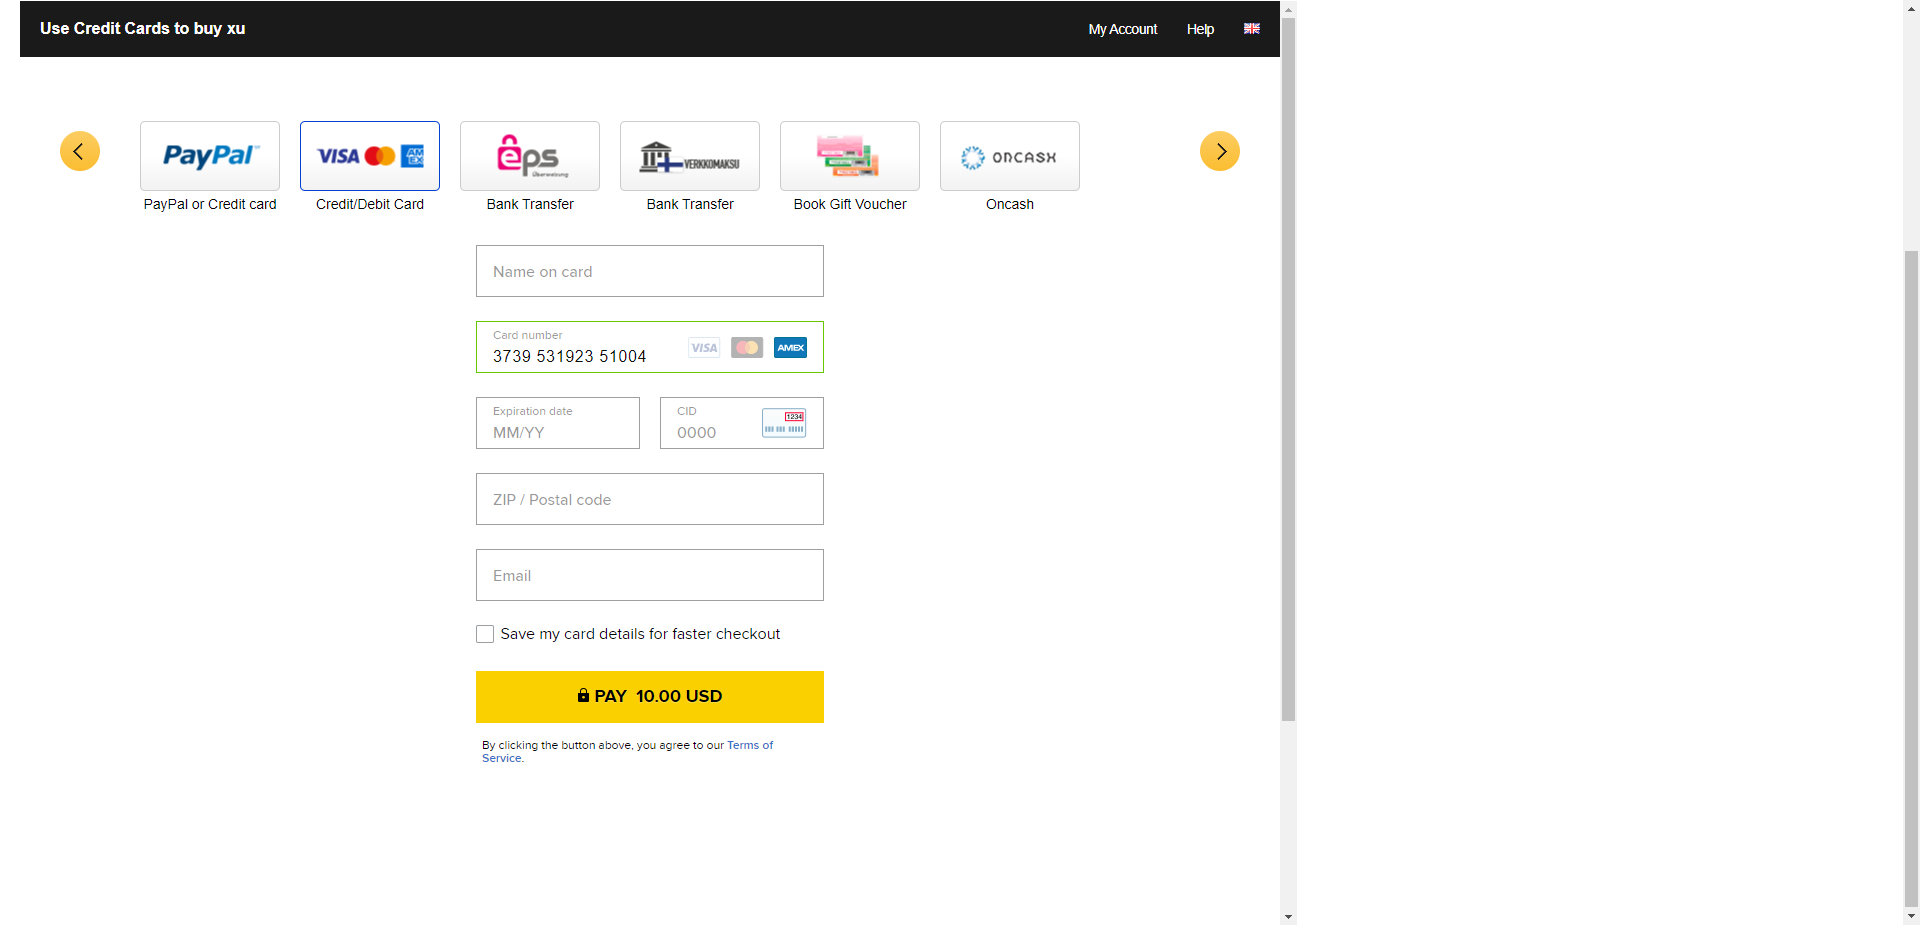 Use Credit Cards to buy xu
My Account Help
PayPal VISA AMEX eps Überweisung VERKKOMAKSU ONCASH
PayPal or Credit card Credit/Debit Card Bank Transfer Bank Transfer Book Gift Voucher Oncash
Name on card
Card number
3739 531923 51004 VISA AMEX
Expiration date CID 1234
MM/YY 0000
ZIP / Postal code
Email
Save my card details for faster checkout
PAY 10.00 USD
By clicking the button above, you agree to our Terms of
Service.